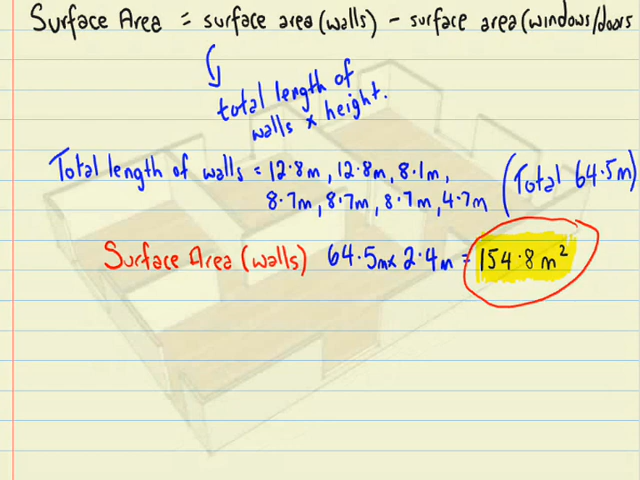 Surface Area = surface area (walls) - surface area (windows/doors
total length of
walls x height.
Total length of walls = 12.8m, 12.8m, 8.1m,
8.7m, 8.7m, 8.7m, 4.7m (Total 64.5m)
Surface Area (walls) 64.5m x 2.4m = 154.8m²